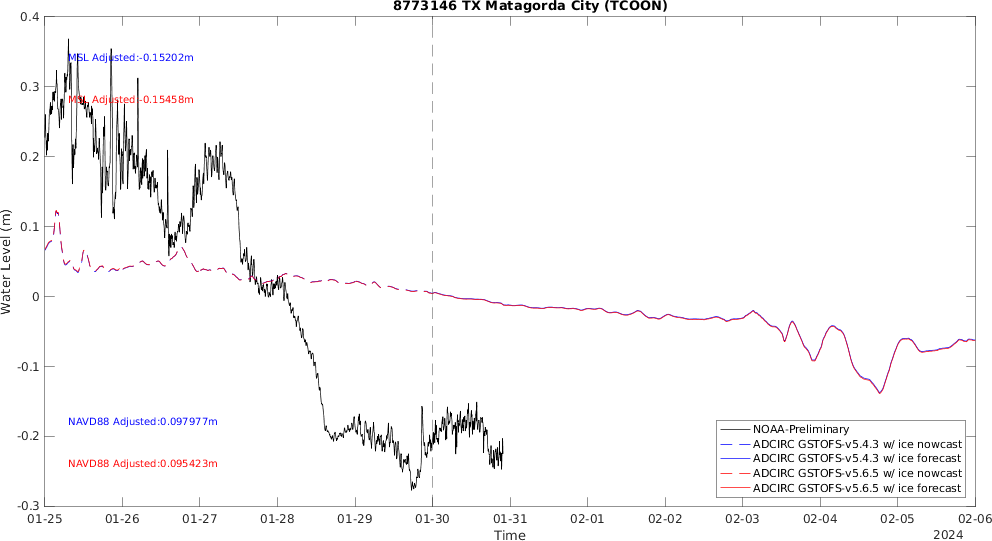 8773146 TX Matagorda City (TCOON)
Water Level (m)
0.4
0.3
0.2
0.1
0
-0.1
-0.2
-0.3
MSL Adjusted:-0.15202m
MSL Adjusted:-0.15458m
NAVD88 Adjusted:0.097977m
NAVD88 Adjusted:0.095423m
NOAA-Preliminary
ADCIRC GSTOFS-v5.4.3 w/ ice nowcast
ADCIRC GSTOFS-v5.4.3 w/ ice forecast
ADCIRC GSTOFS-v5.6.5 w/ ice nowcast
ADCIRC GSTOFS-v5.6.5 w/ ice forecast
01-25 01-26 01-27 01-28 01-29 01-30 01-31 02-01 02-02 02-03 02-04 02-05 02-06
Time
2024